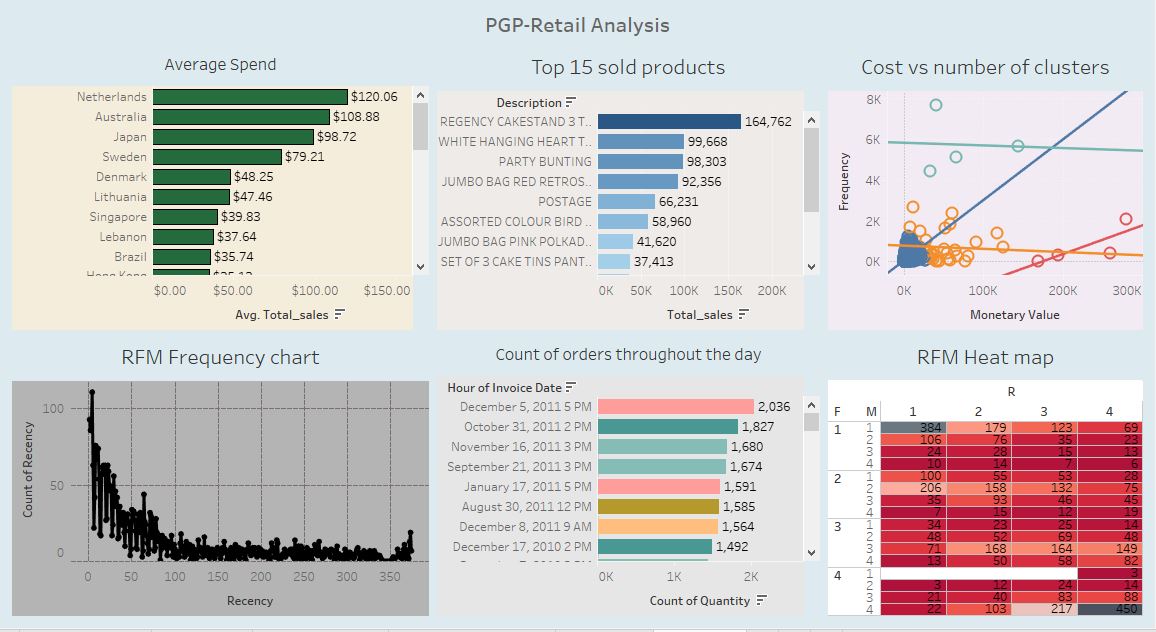 PGP-Retail Analysis
Average Spend
Netherlands $120.06
Australia $108.88
Japan $98.72
Sweden $79.21
Denmark $48.25
Lithuania $47.46
Singapore $39.83
Lebanon $37.64
Brazil $35.74
Hong Kong
$0.00 $50.00 $100.00 $150.00
Avg. Total_sales
Top 15 sold products
Description
REGENCY CAKESTAND 3 T.. 164,762
WHITE HANGING HEART T.. 99,668
PARTY BUNTING 98,303
JUMBO BAG RED RETROS.. 92,356
POSTAGE 66,231
ASSORTED COLOUR BIRD .. 58,960
JUMBO BAG PINK POLKAD.. 41,620
SET OF 3 CAKE TINS PANT.. 37,413
0K 50K 100K 150K 200K
Total_sales
Cost vs number of clusters
Frequency
8K
6K
4K
2K
0K
0K 100K 200K 300K
Monetary Value
RFM Frequency chart
Count of Recency
100
50
0
0 50 100 150 200 250 300 350
Recency
Count of orders throughout the day
Hour of Invoice Date
December 5, 2011 5 PM 2,036
October 31, 2011 2 PM 1,827
November 16, 2011 3 PM 1,680
September 21, 2011 3 PM 1,674
January 17, 2011 5 PM 1,591
August 30, 2011 12 PM 1,585
December 8, 2011 9 AM 1,564
December 17, 2010 2 PM 1,492
0K 1K 2K
Count of Quantity
RFM Heat map
R
F M 1 2 3 4
1 1 384 179 123 69
2 106 76 35 23
3 24 28 15 13
4 10 14 7 6
2 1 100 55 53 28
2 206 158 132 75
3 35 93 46 45
4 7 15 12 19
3 1 34 23 25 14
2 48 52 69 48
3 71 168 164 149
4 13 50 58 82
4 1 3
2 3 12 24 14
3 21 40 83 88
4 22 103 217 450